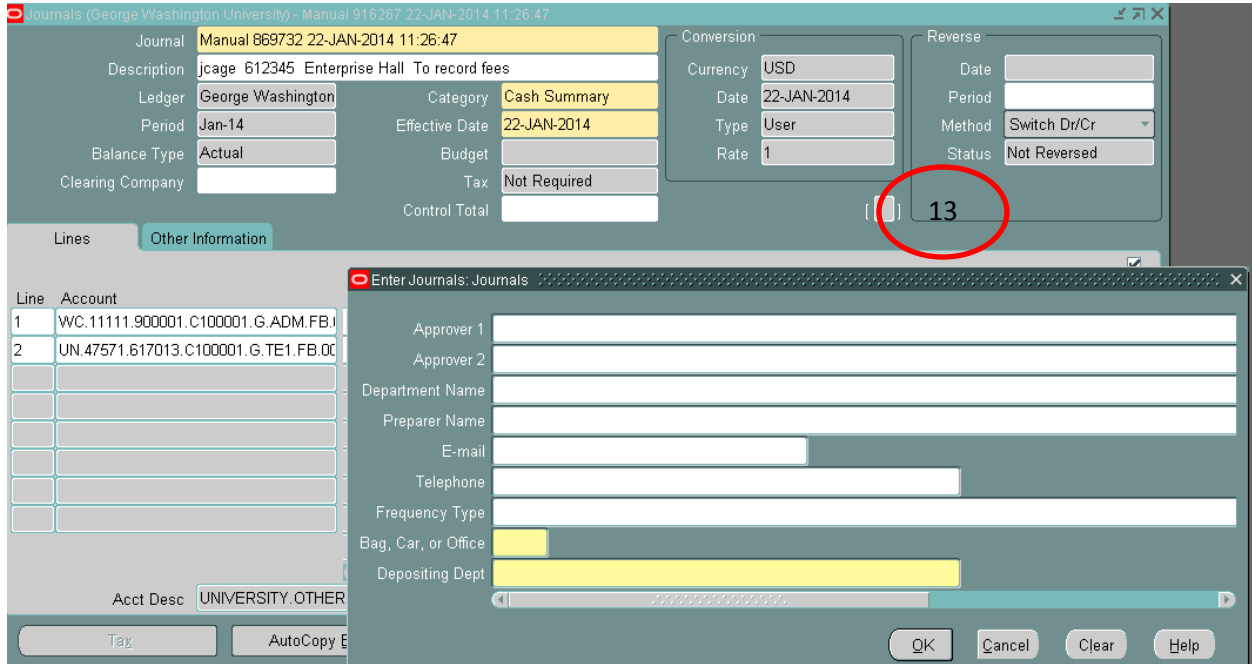 Journals (George Washington University) - Manual 916267 22-JAN-2014 11:26:47
Journal Manual 869732 22-JAN-2014 11:26:47
Description jcage 612345 Enterprise Hall To record fees
Ledger George Washington Category Cash Summary
Period Jan-14 Effective Date 22-JAN-2014
Balance Type Actual Budget
Clearing Company Tax Not Required
Control Total
Conversion
Currency USD
Date 22-JAN-2014
Type User
Rate 1
Reverse
Date
Period
Method Switch Dr/Cr
Status Not Reversed
[ ] 13
Lines Other Information
Line Account
1 WC.11111.900001.C100001.G.ADM.FB.
2 UN.47571.617013.C100001.G.TE1.FB.00
Acct Desc UNIVERSITY.OTHER
Tax AutoCopy
Enter Journals: Journals
Approver 1
Approver 2
Department Name
Preparer Name
E-mail
Telephone
Frequency Type
Bag, Car, or Office
Depositing Dept
OK Cancel Clear Help